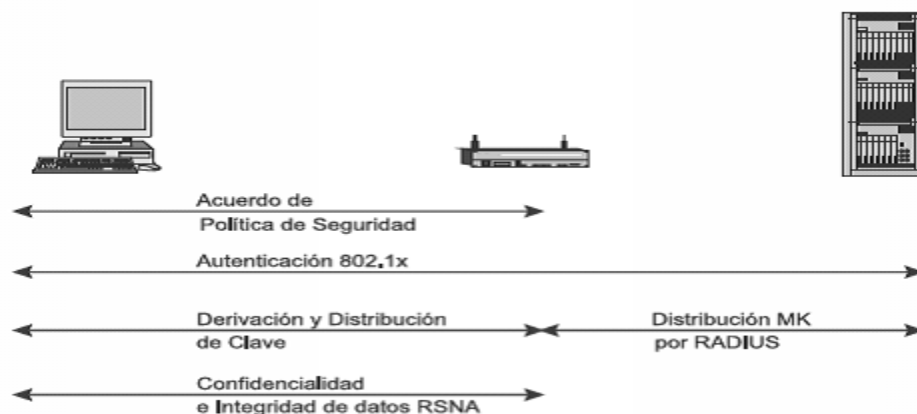 Acuerdo de
Política de Seguridad
Autenticación 802.1x
Derivación y Distribución
de Clave
Distribución MK
por RADIUS
Confidencialidad
e Integridad de datos RSNA